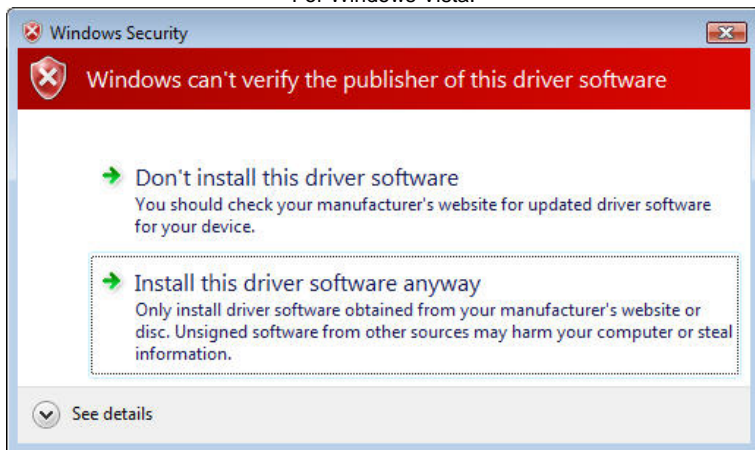 For Windows Vista:
Windows Security
Windows can't verify the publisher of this driver software
Don't install this driver software
You should check your manufacturer's website for updated driver software
for your device.
Install this driver software anyway
Only install driver software obtained from your manufacturer's website or
disc. Unsigned software from other sources may harm your computer or steal
information.
See details